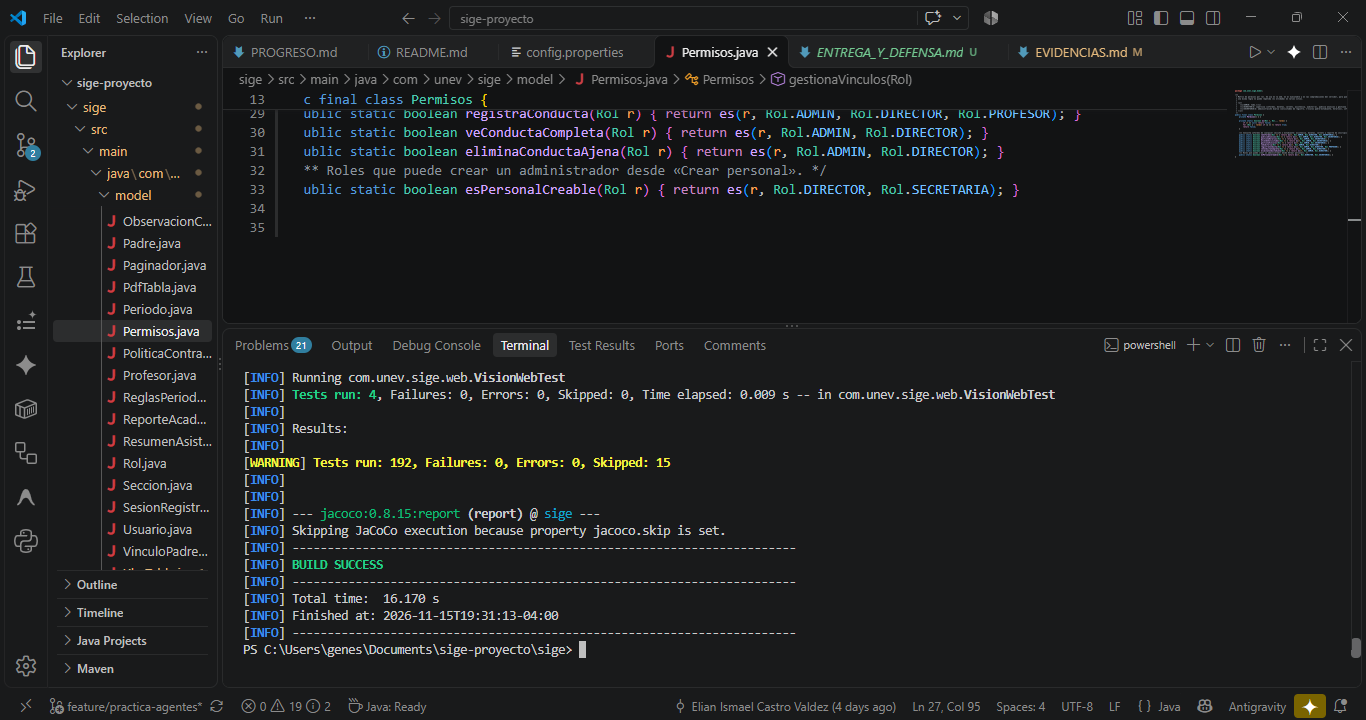 File Edit Selection View Go Run ···
sige-proyecto
Explorer ···
PROGRESO.md
README.md
config.properties
Permisos.java
ENTREGA_Y_DEFENSA.md U
EVIDENCIAS.md M
sige-proyecto
sige
src
main
java\com\...
model
ObservacionC...
Padre.java
Paginador.java
PdfTabla.java
Periodo.java
Permisos.java
PoliticaContra...
Profesor.java
ReglasPeriod...
ReporteAcad...
ResumenAsist...
Rol.java
Seccion.java
SesionRegistr...
Usuario.java
VinculoPadre...
Outline
Timeline
Java Projects
Maven
2
sige > src > main > java > com > unev > sige > model > Permisos.java > Permisos > gestionaVinculos(Rol)
13 c final class Permisos {
29 ublic static boolean registraConducta(Rol r) { return es(r, Rol.ADMIN, Rol.DIRECTOR, Rol.PROFESOR); }
30 ublic static boolean veConductaCompleta(Rol r) { return es(r, Rol.ADMIN, Rol.DIRECTOR); }
31 ublic static boolean eliminaConductaAjena(Rol r) { return es(r, Rol.ADMIN, Rol.DIRECTOR); }
32 ** Roles que puede crear un administrador desde «Crear personal». */
33 ublic static boolean esPersonalCreable(Rol r) { return es(r, Rol.DIRECTOR, Rol.SECRETARIA); }
34
35
Problems 21 Output Debug Console Terminal Test Results Ports Comments
powershell
[INFO] Running com.unev.sige.web.VisionWebTest
[INFO] Tests run: 4, Failures: 0, Errors: 0, Skipped: 0, Time elapsed: 0.009 s -- in com.unev.sige.web.VisionWebTest
[INFO]
[INFO] Results:
[INFO]
[WARNING] Tests run: 192, Failures: 0, Errors: 0, Skipped: 15
[INFO]
[INFO]
[INFO] --- jacoco:0.8.15:report (report) @ sige ---
[INFO] Skipping JaCoCo execution because property jacoco.skip is set.
[INFO] ------------------------------------------------------------------------
[INFO] BUILD SUCCESS
[INFO] ------------------------------------------------------------------------
[INFO] Total time:  16.170 s
[INFO] Finished at: 2026-11-15T19:31:13-04:00
[INFO] ------------------------------------------------------------------------
PS C:\Users\genes\Documents\sige-proyecto\sige>
feature/practica-agentes* 0 19 2 Java: Ready
Elian Ismael Castro Valdez (4 days ago) Ln 27, Col 95 Spaces: 4 UTF-8 LF { } Java Antigravity